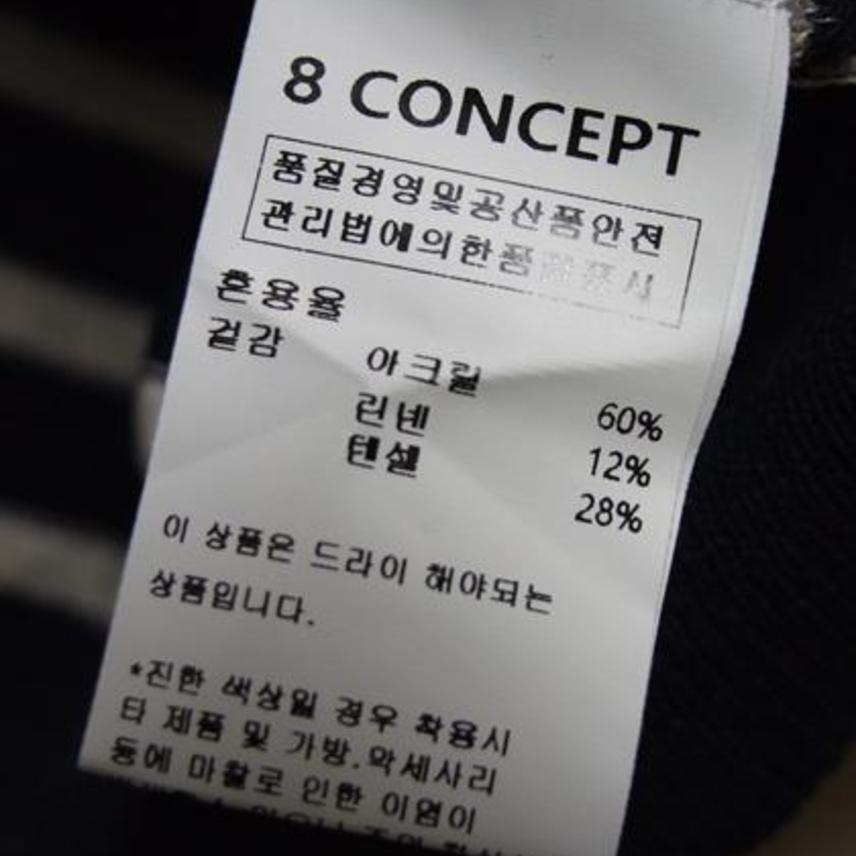 8 CONCEPT
품질경영및공산품안전
관리법에의한품질표시
혼용율
겉감 아크릴 60%
린넨 12%
텐셀 28%
이 상품은 드라이 해야되는
상품입니다.
*진한 색상일 경우 착용시
타 제품 및 가방.악세사리
등에 마찰로 인한 이염이